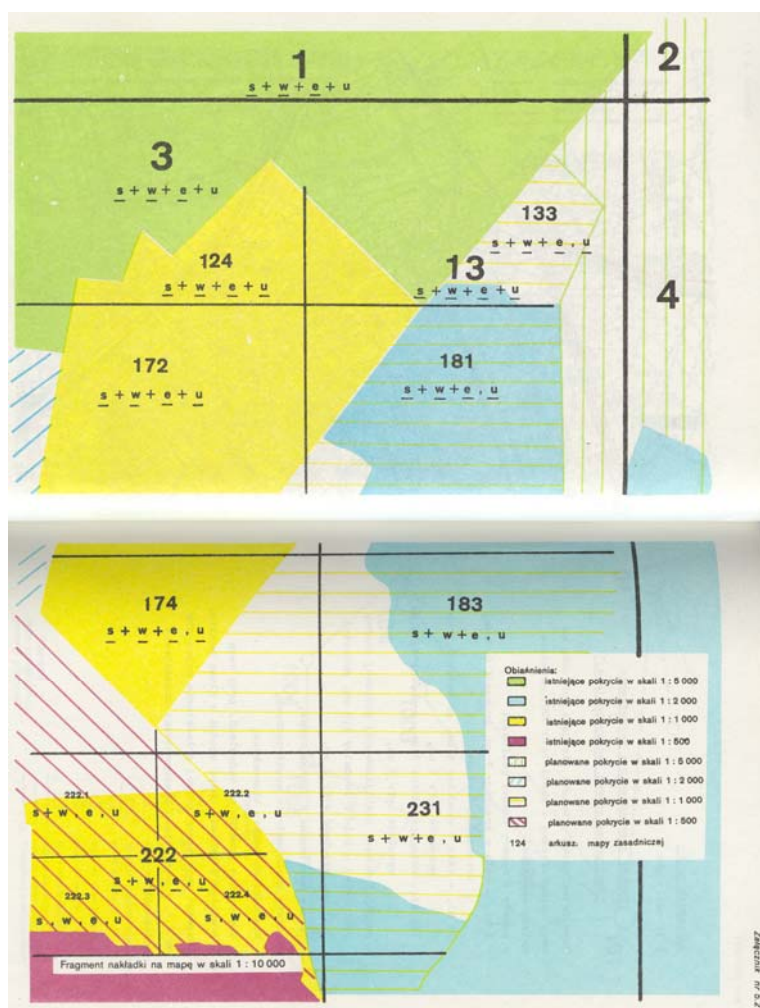 1
s + w + e + u
2
3
s + w + e + u
133
s + w + e , u
124
s + w + e + u
13
s + w + e + u
4
172
s + w + e + u
181
s + w + e , u
174
s + w + e , u
183
s + w + e , u
Objaśnienia:
istniejące pokrycie w skali 1 : 5 000
istniejące pokrycie w skali 1 : 2 000
istniejące pokrycie w skali 1 : 1 000
istniejące pokrycie w skali 1 : 500
planowane pokrycie w skali 1 : 5 000
planowane pokrycie w skali 1 : 2 000
planowane pokrycie w skali 1 : 1 000
planowane pokrycie w skali 1 : 500
124 arkusz. mapy zasadniczej
222.1
s + w , e , u
222.2
s + w , e , u
231
s + w + e , u
222
s + w , e , u
222.3
s , w , e , u
222.4
s , w , e , u
Fragment nakładki na mapę w skali 1 : 10 000
Załącznik nr